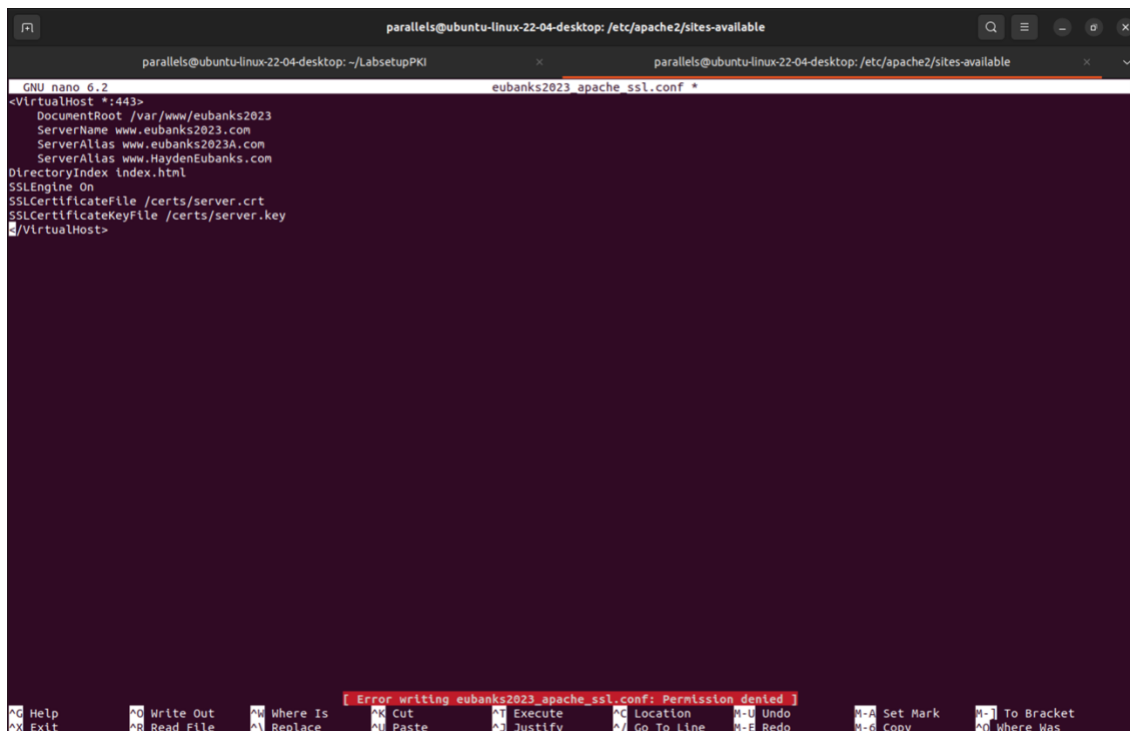 parallels@ubuntu-linux-22-04-desktop: /etc/apache2/sites-available
parallels@ubuntu-linux-22-04-desktop: ~/LabsetupPKI
parallels@ubuntu-linux-22-04-desktop: /etc/apache2/sites-available
GNU nano 6.2 eubanks2023_apache_ssl.conf *
<VirtualHost *:443>
DocumentRoot /var/www/eubanks2023
ServerName www.eubanks2023.com
ServerAlias www.eubanks2023A.com
ServerAlias www.HaydenEubanks.com
DirectoryIndex index.html
SSLEngine On
SSLCertificateFile /certs/server.crt
SSLCertificateKeyFile /certs/server.key
</VirtualHost>
[ Error writing eubanks2023_apache_ssl.conf: Permission denied ]
^G Help ^O Write Out ^W Where Is ^K Cut ^T Execute ^C Location M-U Undo M-A Set Mark M-] To Bracket
^X Exit ^R Read File ^\ Replace ^U Paste ^J Justify ^/ Go To Line M-E Redo M-6 Copy ^Q Where Was